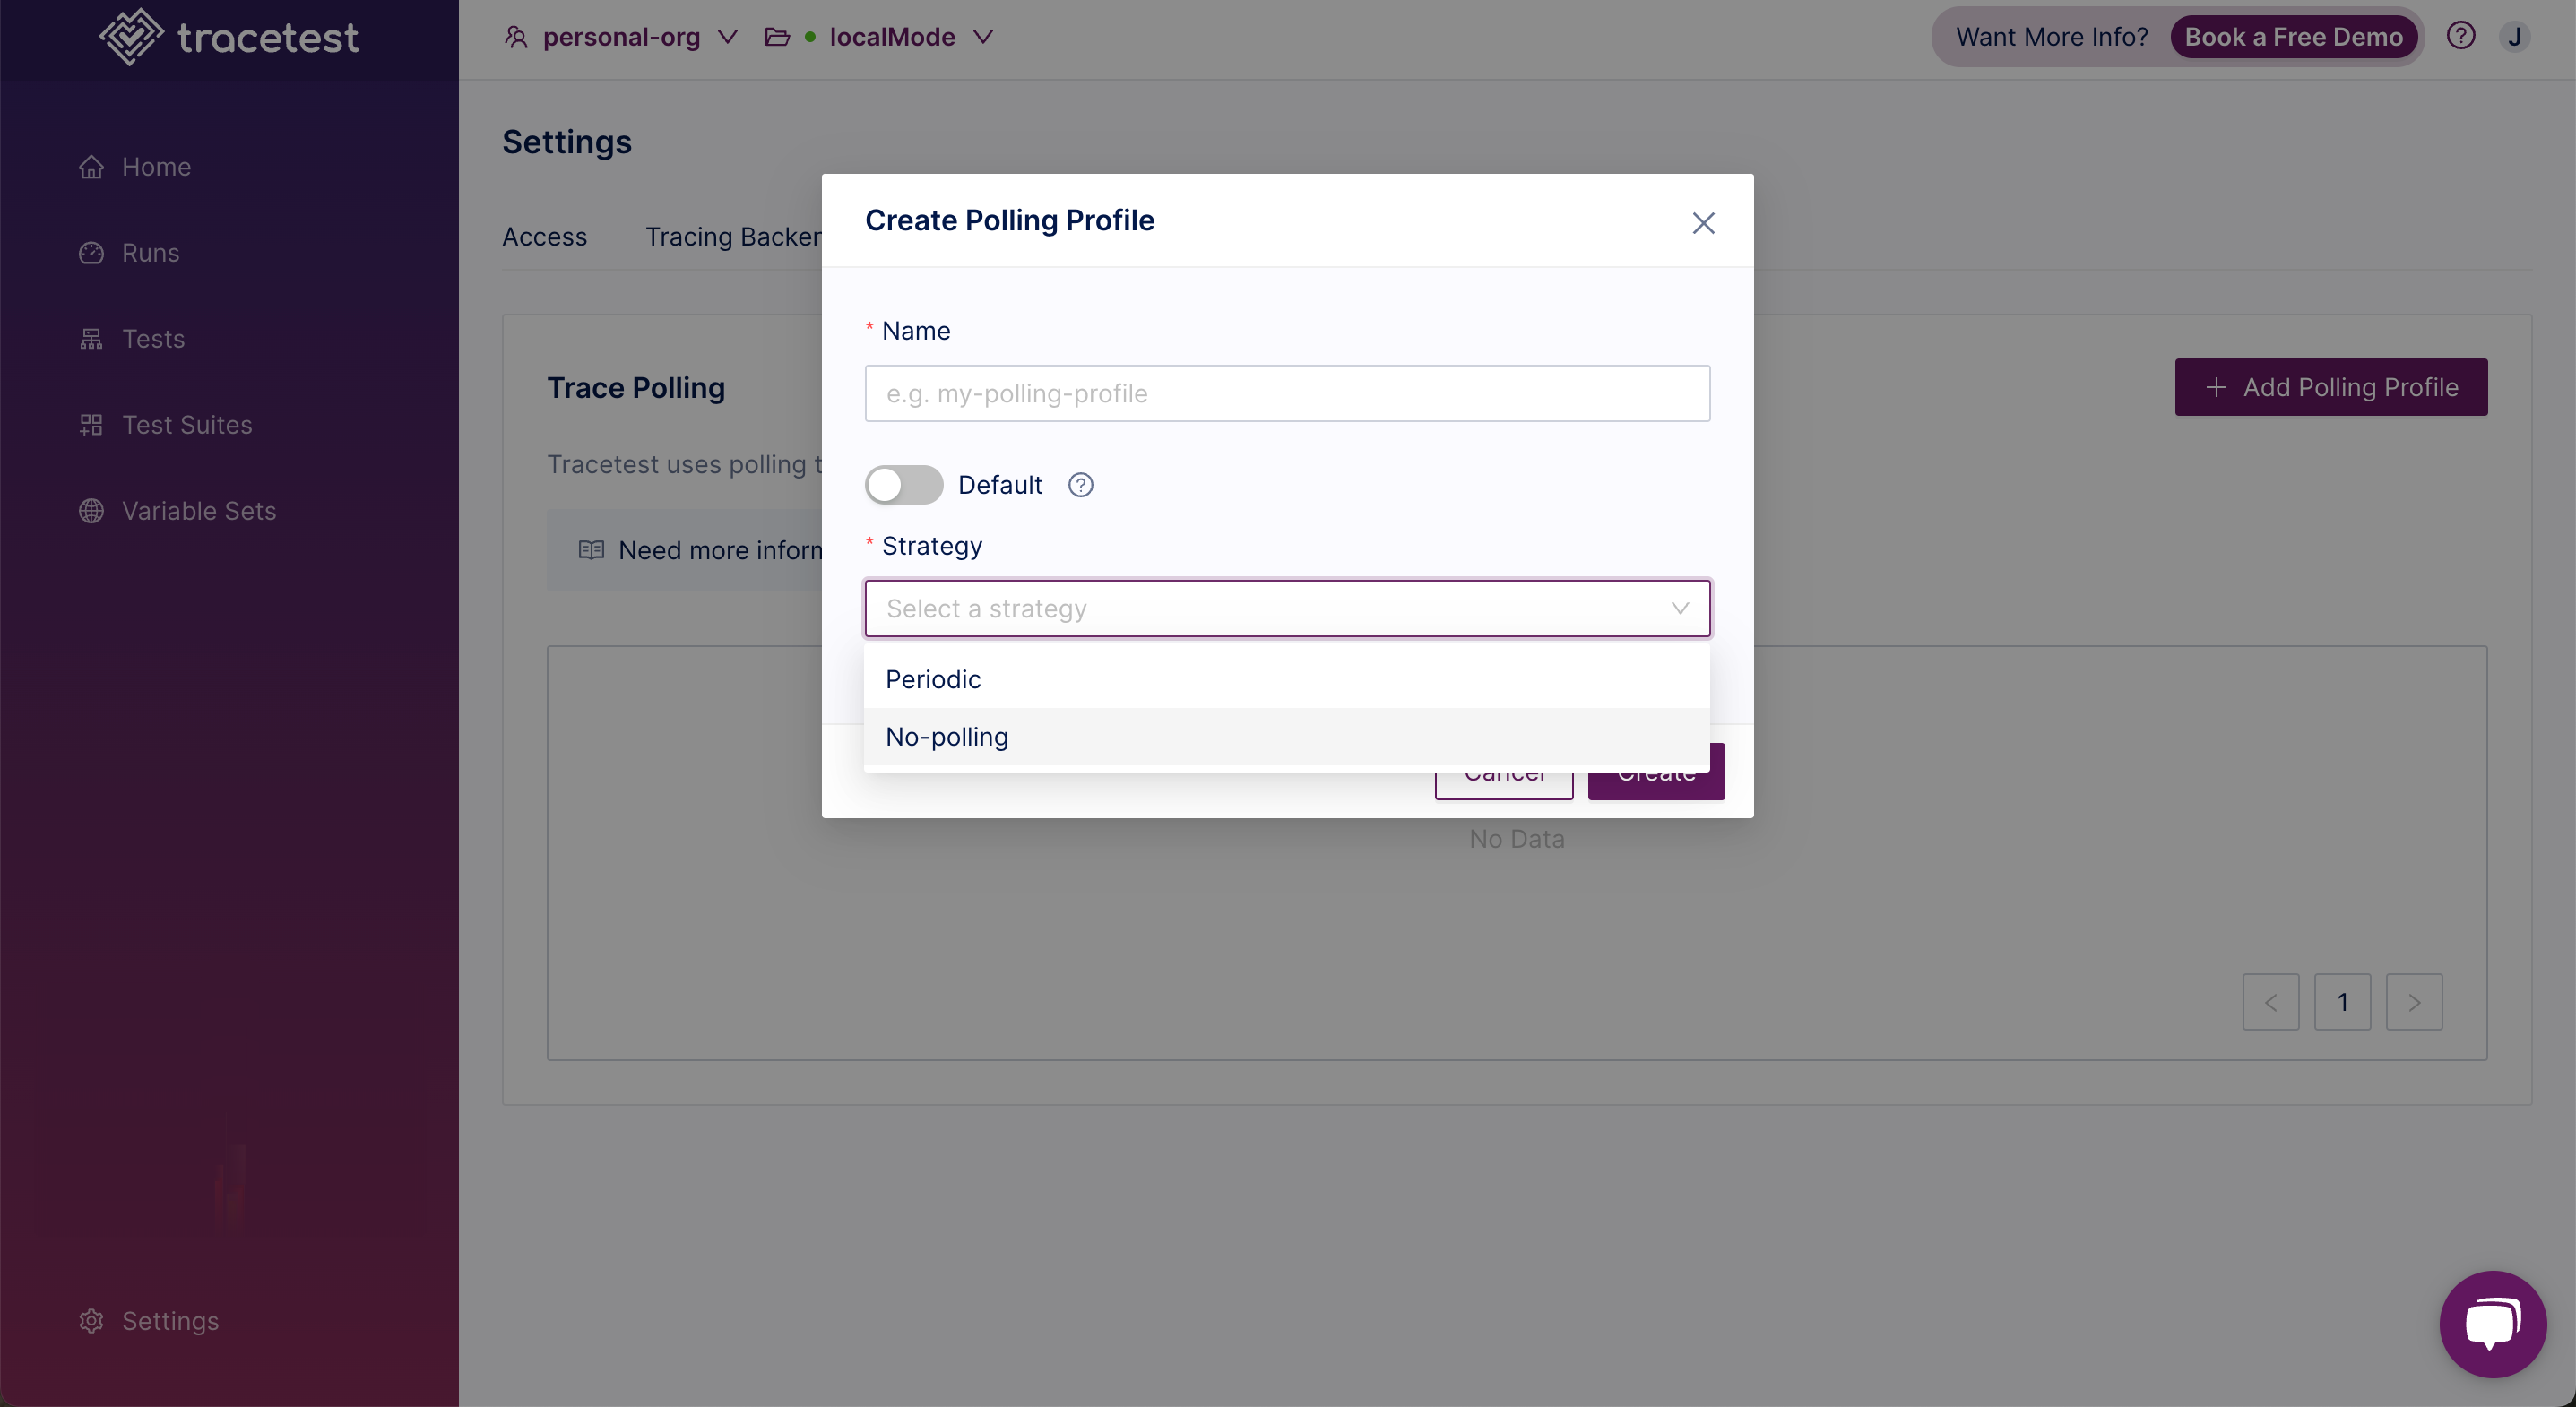 tracetest
personal-org localMode Want More Info? Book a Free Demo J
Home
Runs
Tests
Test Suites
Variable Sets
Settings
Settings
Access Tracing
Trace Polling
+ Add Polling Profile
Tracetest uses polling
Need more
No Data
< 1 >
Create Polling Profile
* Name
e.g. my-polling-profile
Default
* Strategy
Select a strategy
Periodic
No-polling
Cancel Create